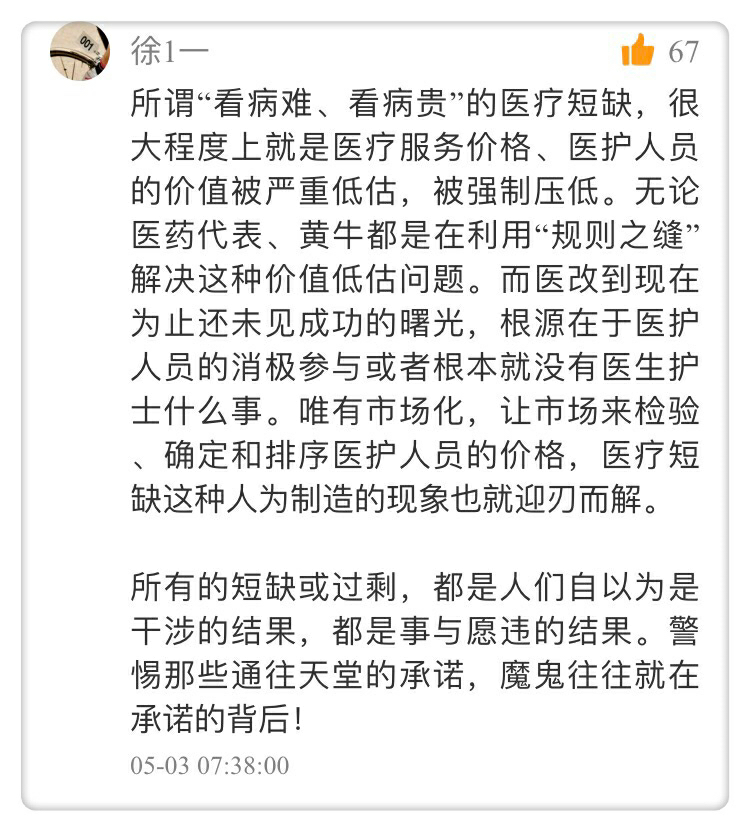 001
徐1一
67
所谓“看病难、看病贵”的医疗短缺，很
大程度上就是医疗服务价格、医护人员
的价值被严重低估，被强制压低。无论
医药代表、黄牛都是在利用“规则之缝”
解决这种价值低估问题。而医改到现在
为止还未见成功的曙光，根源在于医护
人员的消极参与或者根本就没有医生护
士什么事。唯有市场化，让市场来检验
、确定和排序医护人员的价格，医疗短
缺这种人为制造的现象也就迎刃而解。
所有的短缺或过剩，都是人们自以为是
干涉的结果，都是事与愿违的结果。警
惕那些通往天堂的承诺，魔鬼往往就在
承诺的背后！
05-03 07:38:00